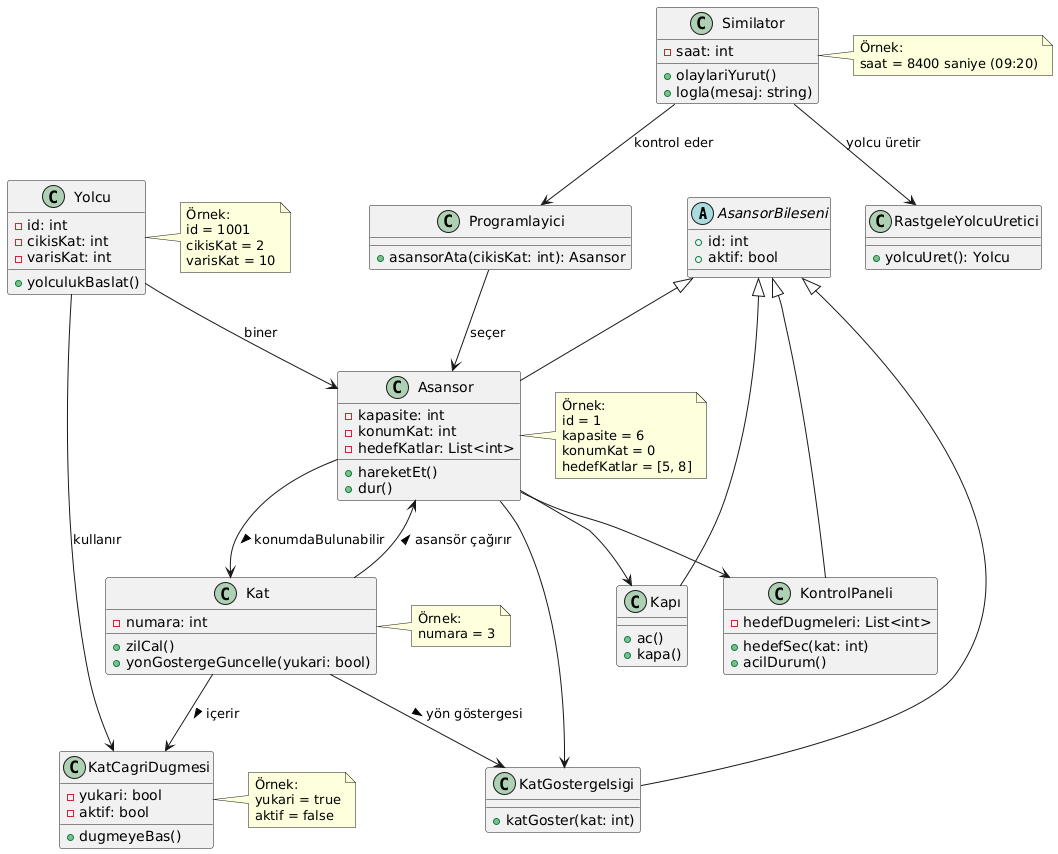 C Similator
saat: int
olaylariYurut()
logla(mesaj: string)
Örnek:
saat = 8400 saniye (09:20)
kontrol eder
yolcu üretir
C Yolcu
id: int
cikisKat: int
varisKat: int
yolculukBaslat()
Örnek:
id = 1001
cikisKat = 2
varisKat = 10
C Programlayici
asansorAta(cikisKat: int): Asansor
A AsansorBileseni
id: int
aktif: bool
C RastgeleYolcuUretici
yolcuUret(): Yolcu
biner
seçer
C Asansor
kapasite: int
konumKat: int
hedefKatlar: List<int>
hareketEt()
dur()
Örnek:
id = 1
kapasite = 6
konumKat = 0
hedefKatlar = [5, 8]
kullanır
konumdaBulunabilir
asansör çağırır
C Kat
numara: int
zilCal()
yonGostergeGuncelle(yukari: bool)
Örnek:
numara = 3
C Kapı
ac()
kapa()
C KontrolPaneli
hedefDugmeleri: List<int>
hedefSec(kat: int)
acilDurum()
içerir
yön göstergesi
C KatCagriDugmesi
yukari: bool
aktif: bool
dugmeyeBas()
Örnek:
yukari = true
aktif = false
C KatGostergeIsigi
katGoster(kat: int)